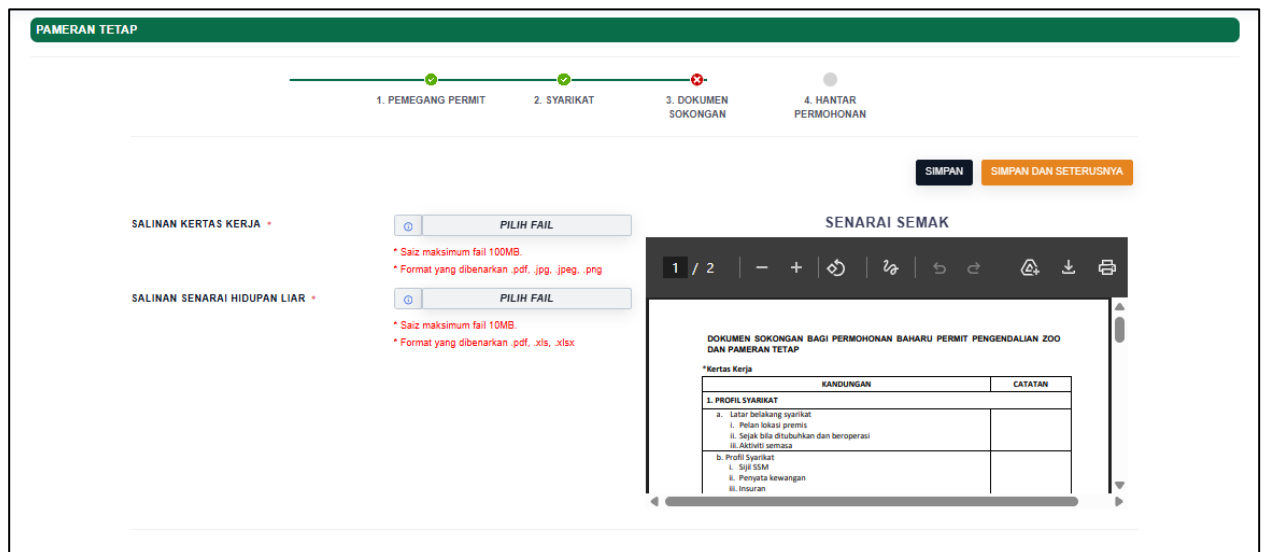 PAMERAN TETAP
1. PEMEGANG PERMIT
2. SYARIKAT
3. DOKUMEN
SOKONGAN
4. HANTAR
PERMOHONAN
SIMPAN
SIMPAN DAN SETERUSNYA
SALINAN KERTAS KERJA *
PILIH FAIL
* Saiz maksimum fail 100MB.
* Format yang dibenarkan .pdf, .jpg, .jpeg, .png
SALINAN SENARAI HIDUPAN LIAR *
PILIH FAIL
* Saiz maksimum fail 10MB.
* Format yang dibenarkan .pdf, .xls, .xlsx
SENARAI SEMAK
1 / 2
DOKUMEN SOKONGAN BAGI PERMOHONAN BAHARU PERMIT PENGENDALIAN ZOO
DAN PAMERAN TETAP
*Kertas Kerja
KANDUNGAN CATATAN
1. PROFIL SYARIKAT
a. Latar belakang syarikat
i. Pelan lokasi premis
ii. Sejak bila ditubuhkan dan beroperasi
iii. Aktiviti semasa
b. Profil Syarikat
i. Sijil SSM
ii. Penyata kewangan
iii. Insuran